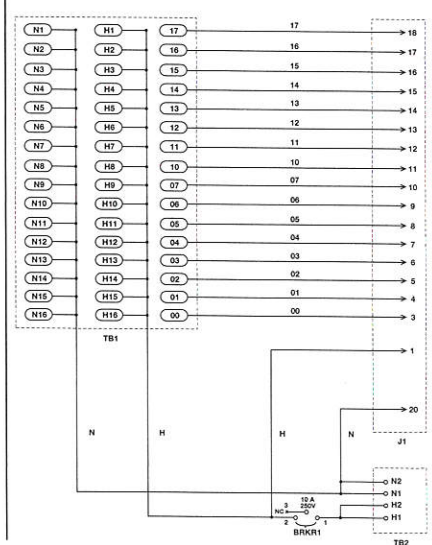 N1 H1 17 17 18
N2 H2 16 16 17
N3 H3 15 15 16
N4 H4 14 14 15
N5 H5 13 13 14
N6 H6 12 12 13
N7 H7 11 11 12
N8 H8 10 10 11
N9 H9 07 07 10
N10 H10 06 06 9
N11 H11 05 05 8
N12 H12 04 04 7
N13 H13 03 03 6
N14 H14 02 02 5
N15 H15 01 01 4
N16 H16 00 00 3
TB1
1
20
N H H N
J1
N2
N1
H2
H1
10 A
250V
NC 3
2 1
BRKR1
TB2